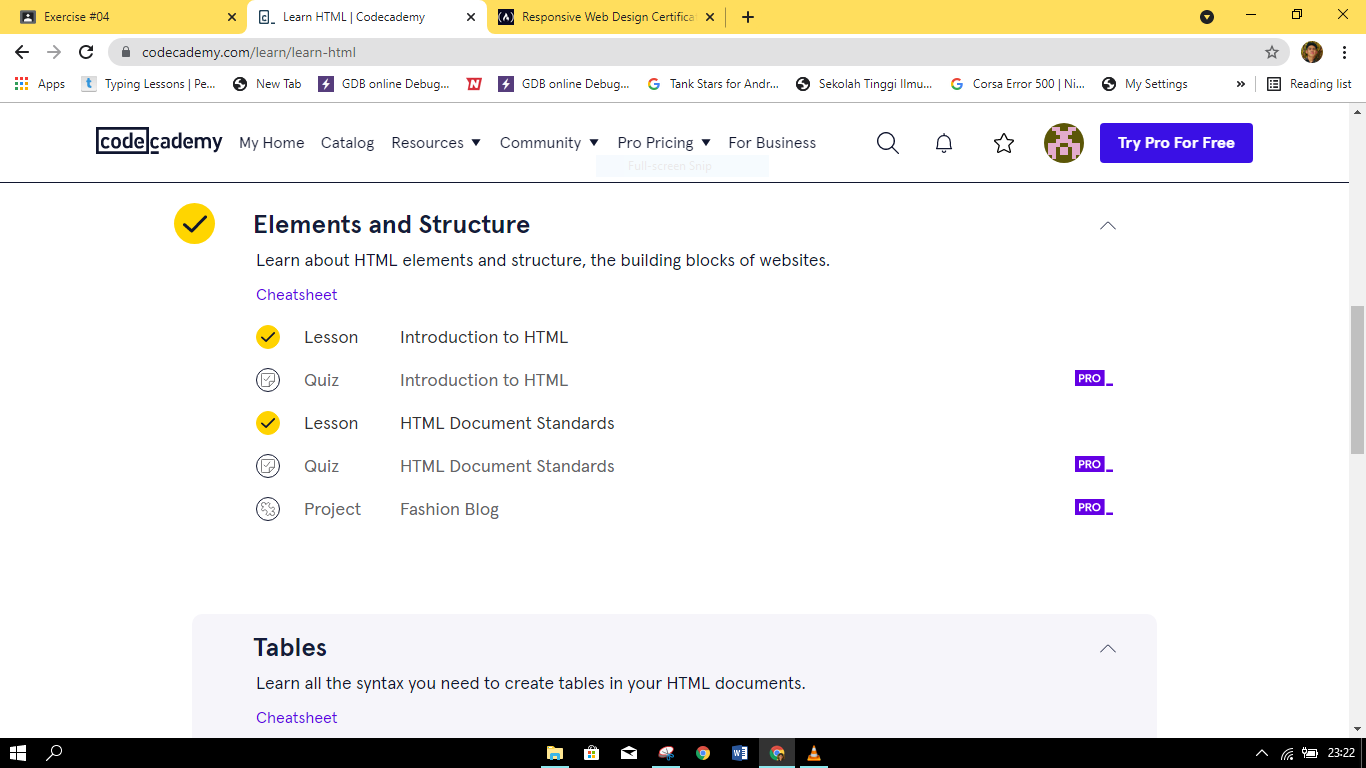 Exercise #04
Learn HTML | Codecademy
Responsive Web Design Certifica
codecademy.com/learn/learn-html
Apps
Typing Lessons | Pe...
New Tab
GDB online Debug...
GDB online Debug...
Tank Stars for Andr...
Sekolah Tinggi Ilmu...
Corsa Error 500 | Ni...
My Settings
»
Reading list
codecademy
My Home
Catalog
Resources
Community
Pro Pricing
For Business
Try Pro For Free
Full-screen Snip
Elements and Structure
Learn about HTML elements and structure, the building blocks of websites.
Cheatsheet
Lesson Introduction to HTML
Quiz Introduction to HTML PRO
Lesson HTML Document Standards
Quiz HTML Document Standards PRO
Project Fashion Blog PRO
Tables
Learn all the syntax you need to create tables in your HTML documents.
Cheatsheet
23:22